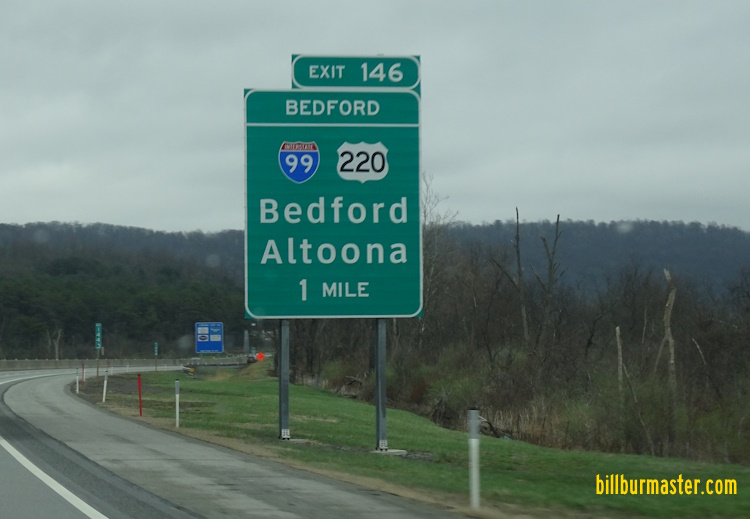 EXIT 146
BEDFORD
INTERSTATE
99 220
Bedford
Altoona
1 MILE
billburmaster.com